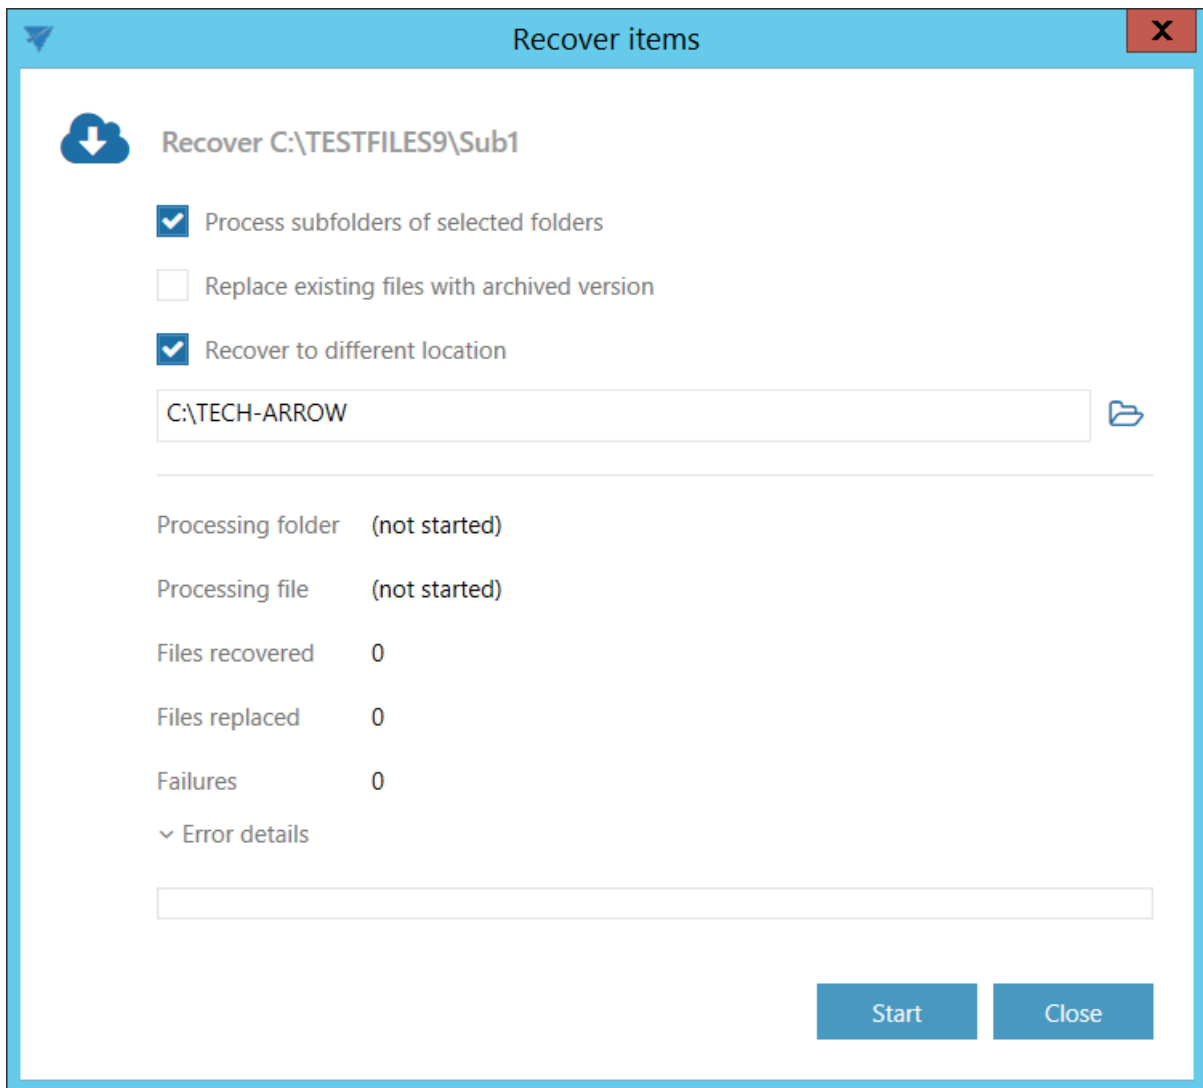 Recover items
X
Recover C:\TESTFILES9\Sub1
Process subfolders of selected folders
Replace existing files with archived version
Recover to different location
C:\TECH-ARROW
Processing folder (not started)
Processing file (not started)
Files recovered 0
Files replaced 0
Failures 0
Error details
Start Close